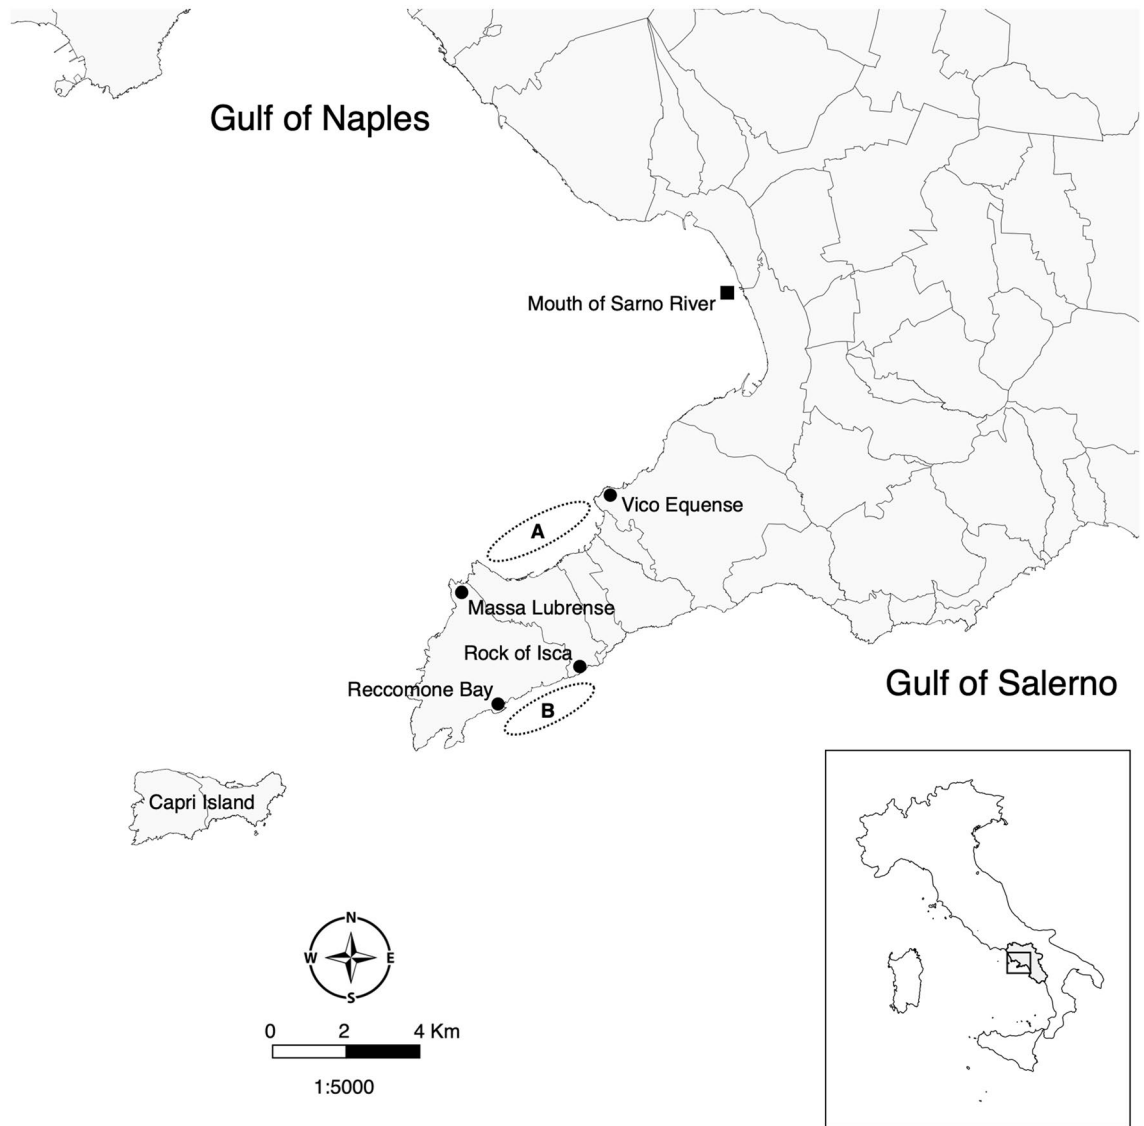 Gulf of Naples
Mouth of Sarno River
Vico Equense
A
Massa Lubrense
Rock of Isca
Reccomone Bay
B
Gulf of Salerno
Capri Island
N
W E
S
0 2 4 Km
1:5000